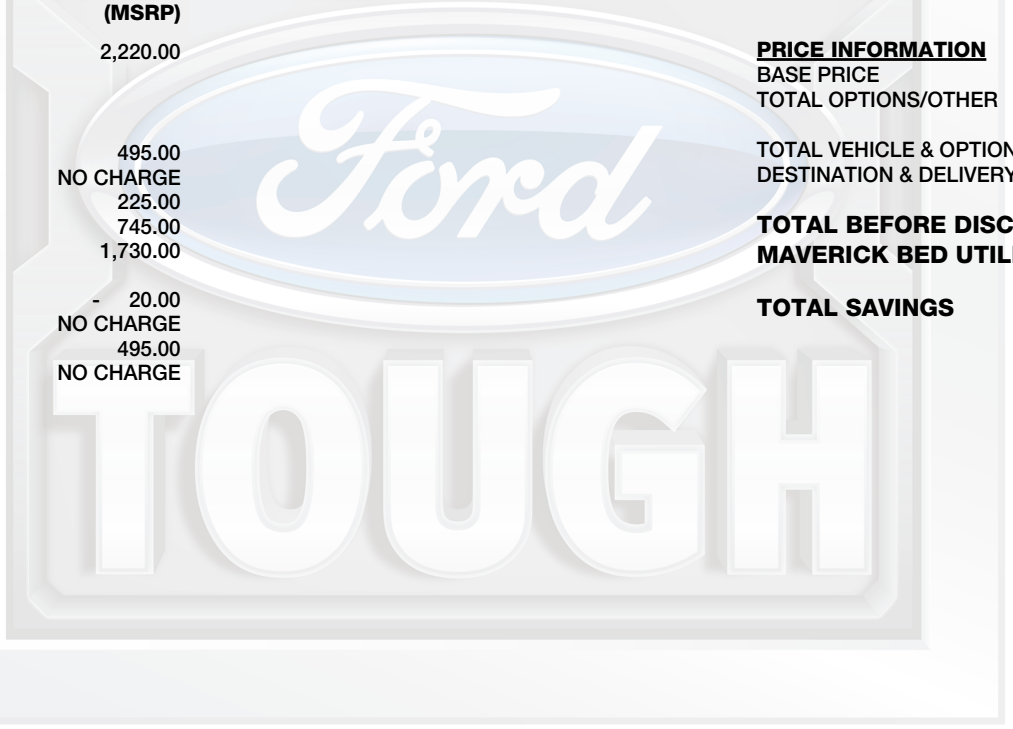 (MSRP)
2,220.00
495.00
NO CHARGE
225.00
745.00
1,730.00
- 20.00
NO CHARGE
495.00
NO CHARGE
PRICE INFORMATION
BASE PRICE
TOTAL OPTIONS/OTHER
TOTAL VEHICLE & OPTION
DESTINATION & DELIVERY
TOTAL BEFORE DISC
MAVERICK BED UTIL
TOTAL SAVINGS
Ford
TOUGH